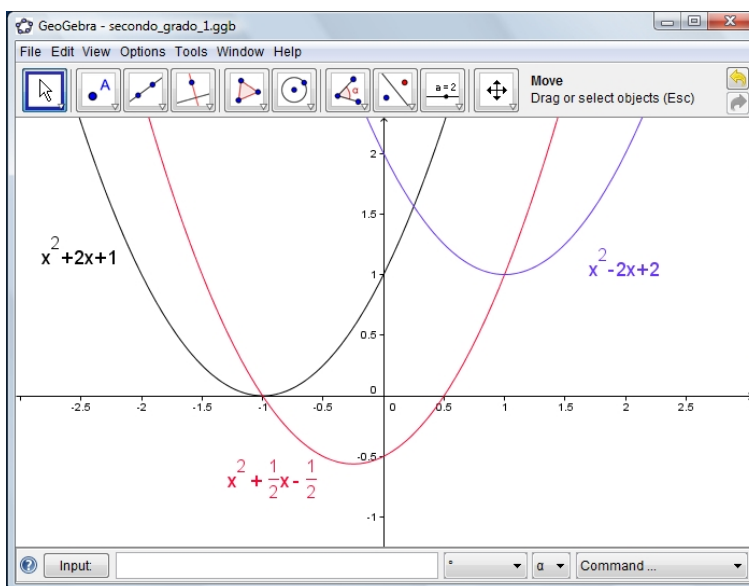 GeoGebra - secondo_grado_1.ggb
File Edit View Options Tools Window Help
A
α
a=2
Move
Drag or select objects (Esc)
2
1.5
1
0.5
0
-0.5
-1
-2.5 -2 -1.5 -1 -0.5 0 0.5 1 1.5 2 2.5
x²+2x+1
x²-2x+2
x² + 1/2x - 1/2
Input:
°
α
Command ...